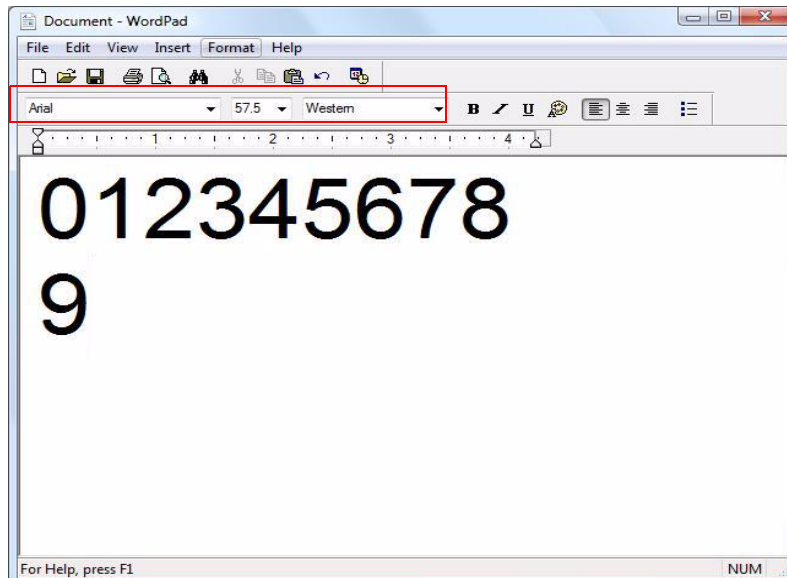 Document - WordPad
File Edit View Insert Format Help
Arial 57.5 Western B / U
1 2 3 4
012345678
9
For Help, press F1 NUM